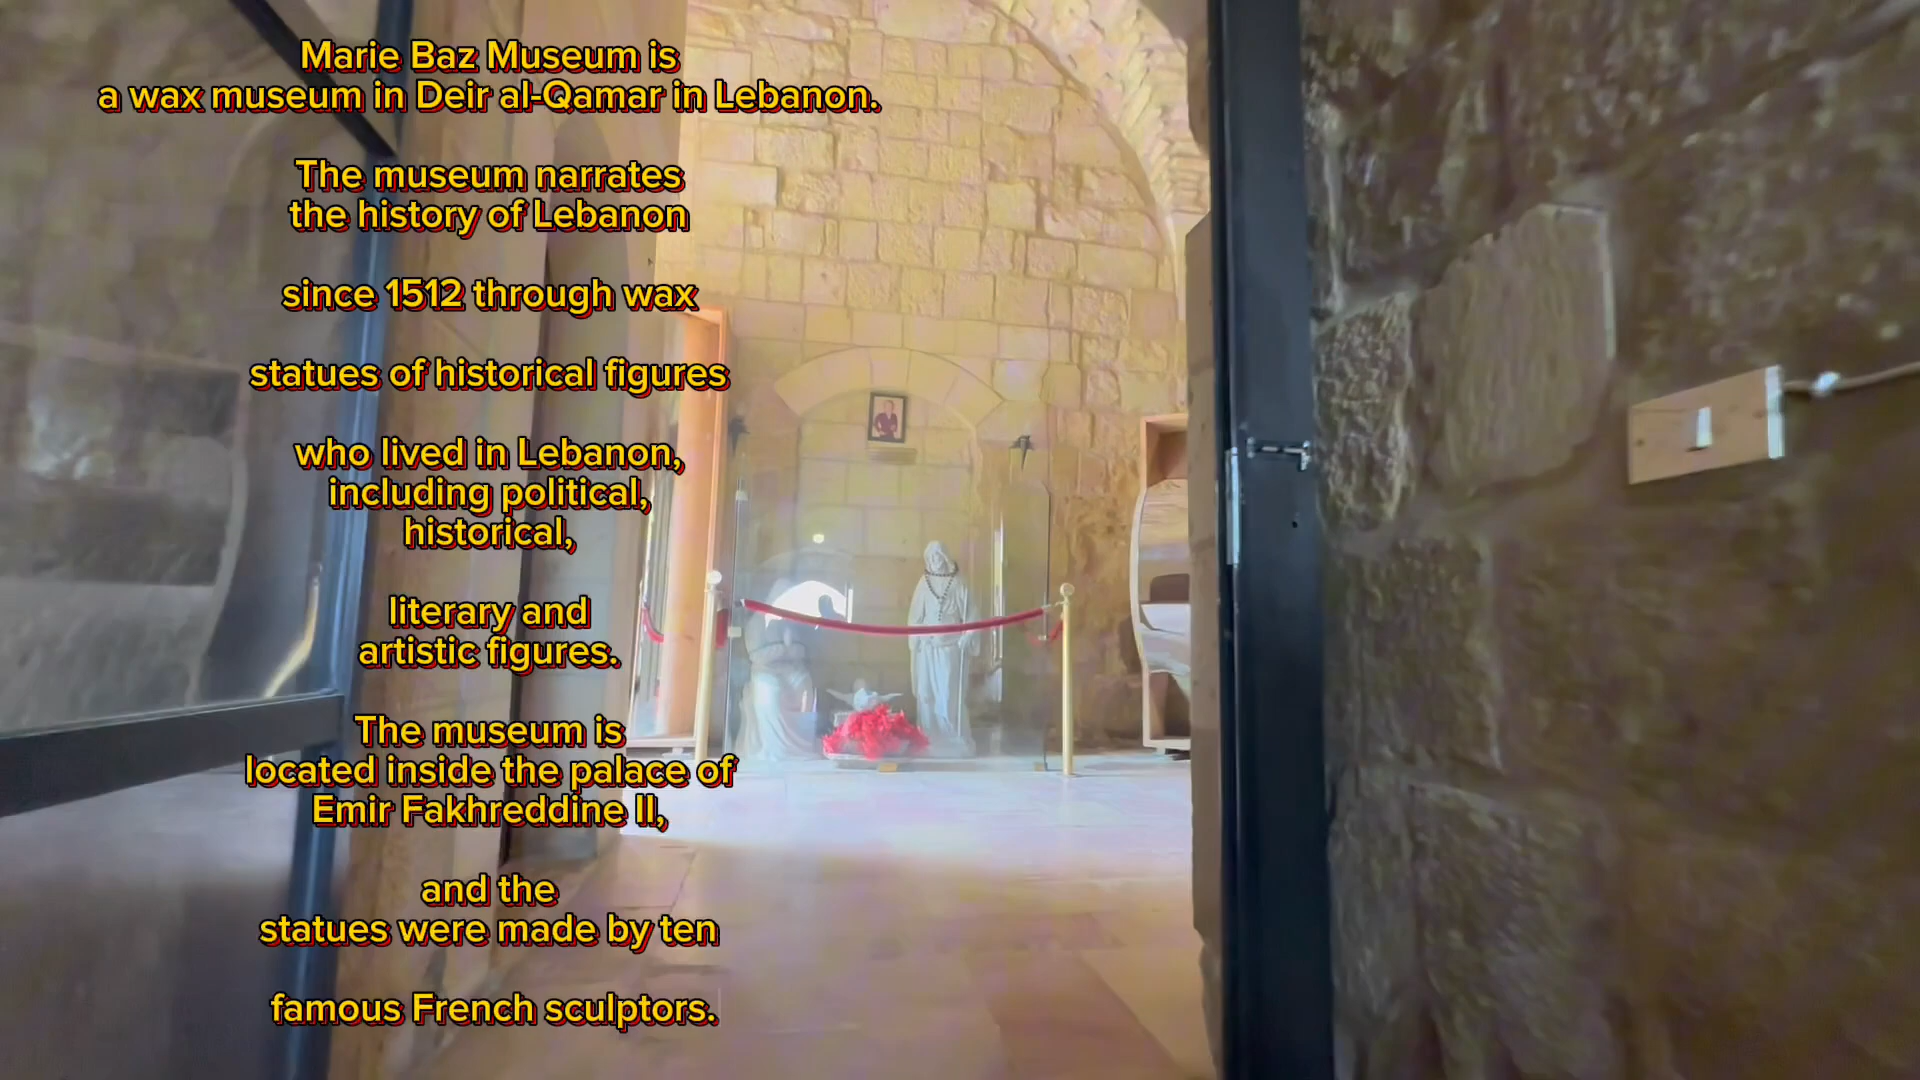 Marie Baz Museum is
a wax museum in Deir al-Qamar in Lebanon.
The museum narrates
the history of Lebanon
since 1512 through wax
statues of historical figures
who lived in Lebanon,
including political,
historical,
literary and
artistic figures.
The museum is
located inside the palace of
Emir Fakhreddine II,
and the
statues were made by ten
famous French sculptors.